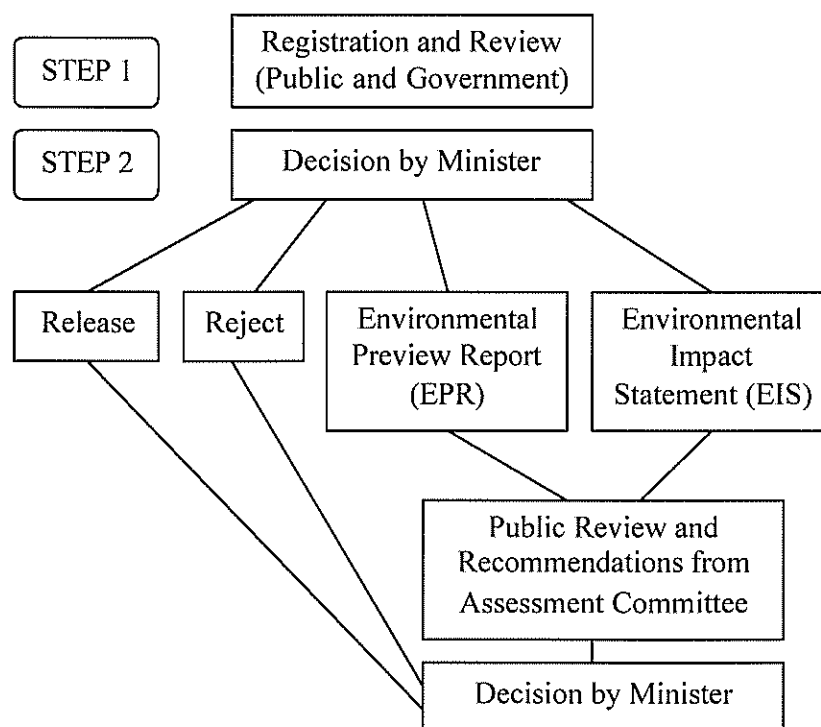 STEP 1
Registration and Review
(Public and Government)
STEP 2
Decision by Minister
Release
Reject
Environmental
Preview Report
(EPR)
Environmental
Impact
Statement (EIS)
Public Review and
Recommendations from
Assessment Committee
Decision by Minister